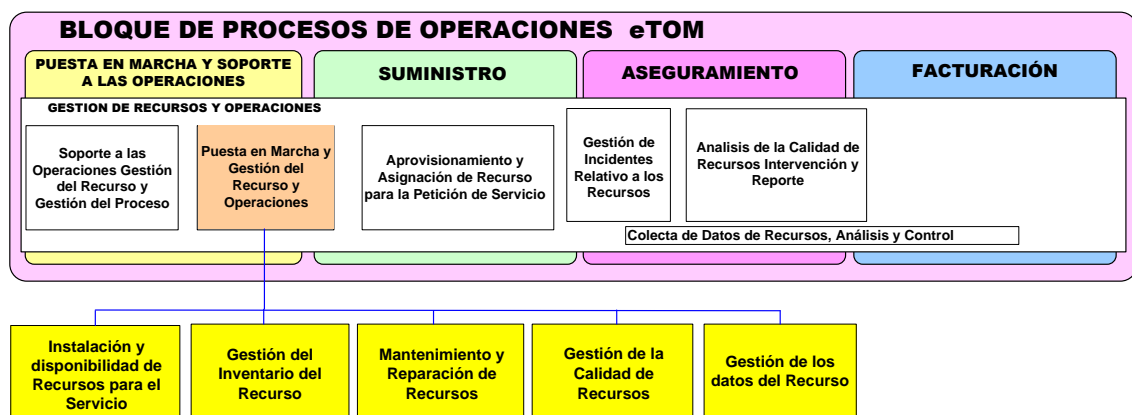 BLOQUE DE PROCESOS DE OPERACIONES eTOM
PUESTA EN MARCHA Y SOPORTE
A LAS OPERACIONES
SUMINISTRO
ASEGURAMIENTO
FACTURACIÓN
GESTION DE RECURSOS Y OPERACIONES
Soporte a las
Operaciones Gestión
del Recurso y
Gestión del Proceso
Puesta en Marcha y
Gestión del
Recurso y
Operaciones
Aprovisionamiento y
Asignación de Recurso
para la Petición de Servicio
Gestión de
Incidentes
Relativo a los
Recursos
Analisis de la Calidad de
Recursos Intervención y
Reporte
Colecta de Datos de Recursos, Análisis y Control
Instalación y
disponibilidad de
Recursos para el
Servicio
Gestión del
Inventario del
Recurso
Mantenimiento y
Reparación de
Recursos
Gestión de la
Calidad de
Recursos
Gestión de los
datos del Recurso